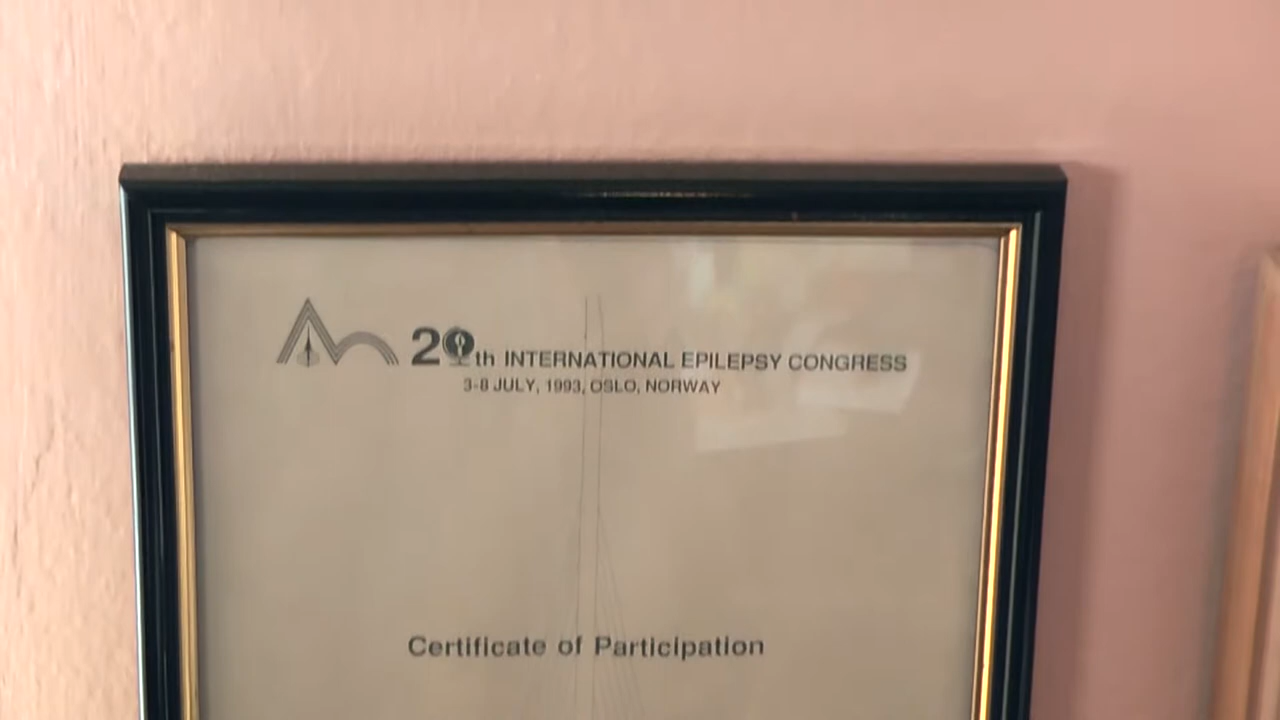 20th INTERNATIONAL EPILEPSY CONGRESS
3-8 JULY, 1993, OSLO, NORWAY
Certificate of Participation